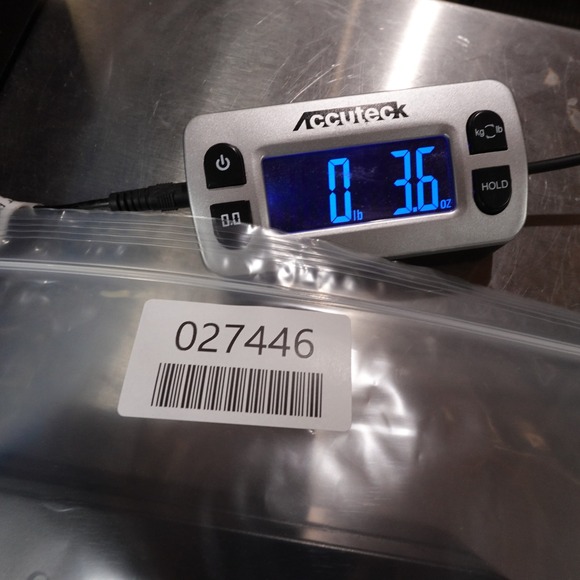 Accuteck
kg lb
0 lb 3.6 oz
HOLD
0.0
027446